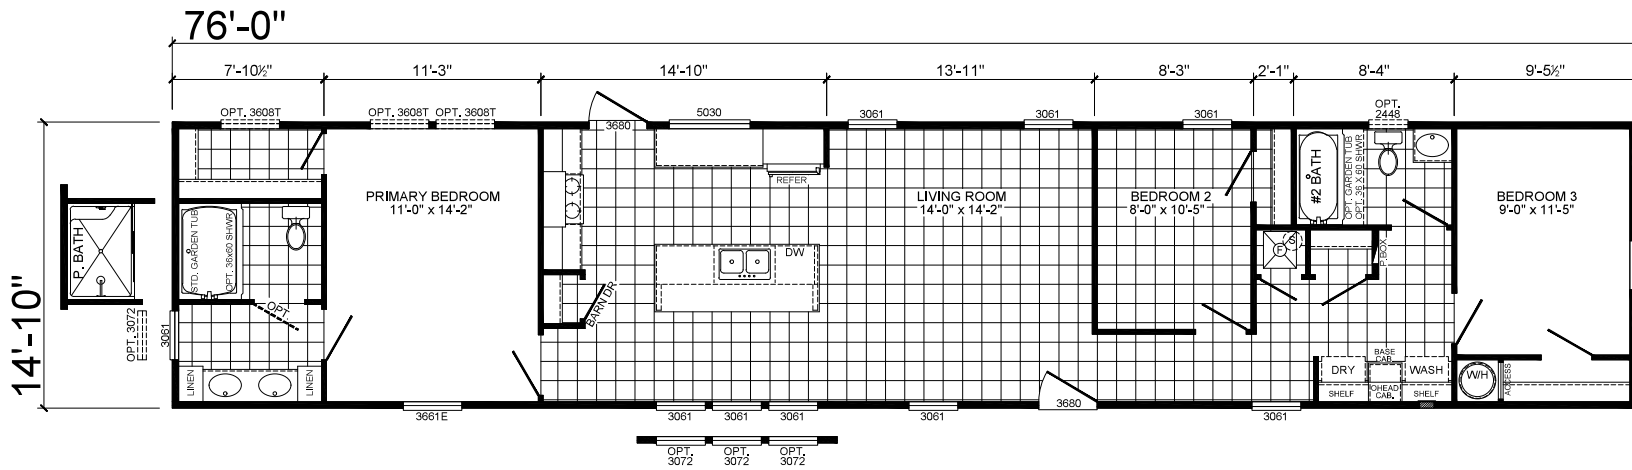 76'-0"
7'-10½"
11'-3"
14'-10"
13'-11"
8'-3"
2'-1"
8'-4"
9'-5½"
OPT. 3608T
OPT. 3608T
OPT. 3608T
3680
5030
3061
3061
3061
OPT.
2448
14'-10"
P. BATH
STD. GARDEN TUB
OPT. 36x60 SHWR
PRIMARY BEDROOM
11'-0" x 14'-2"
REFER
LIVING ROOM
14'-0" x 14'-2"
BEDROOM 2
8'-0" x 10'-5"
#2 BATH
OPT. GARDEN TUB
OPT. 36 X 60 SHWR
BEDROOM 3
9'-0" x 11'-5"
DW
F
S
P.BOX
BARN DR
OPT.
OPT. 3072
3061
LINEN
LINEN
BASE
CAB.
DRY
WASH
SHELF
OHEAD
CAB.
SHELF
W/H
ACCESS
3661E
3061
3061
3061
3061
3680
3061
OPT.
3072
OPT.
3072
OPT.
3072